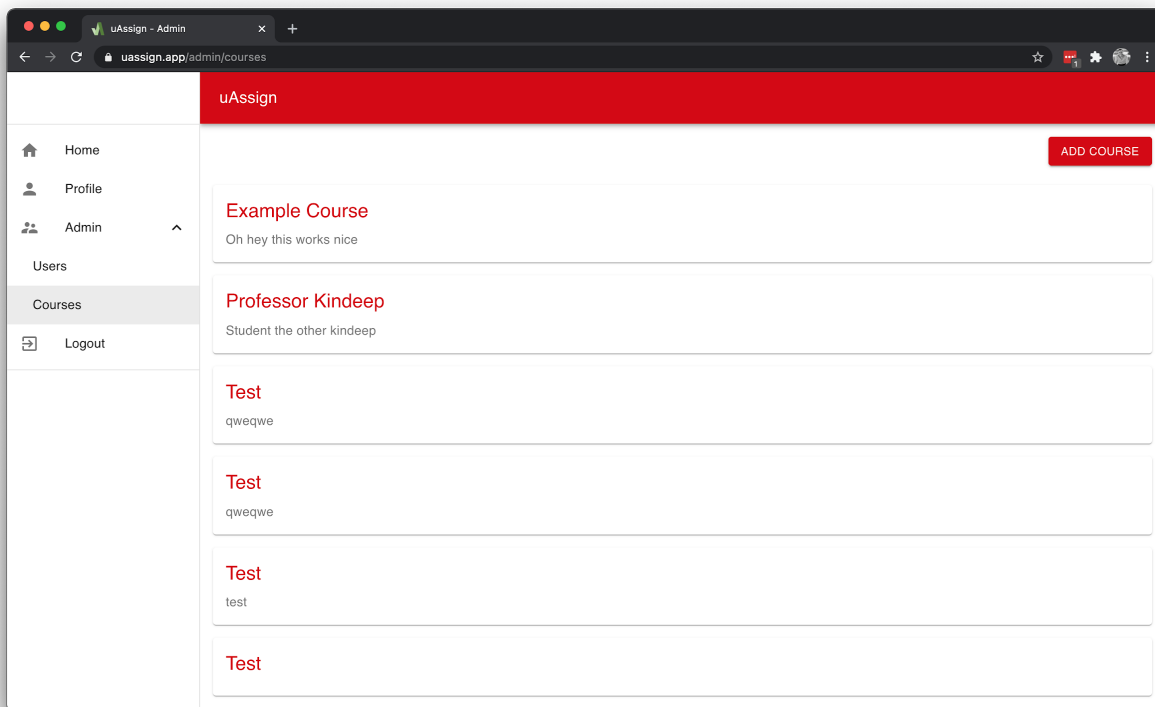 uAssign - Admin
uassign.app/admin/courses
1
uAssign
Home
Profile
Admin
Users
Courses
Logout
ADD COURSE
Example Course
Oh hey this works nice
Professor Kindeep
Student the other kindeep
Test
qweqwe
Test
qweqwe
Test
test
Test